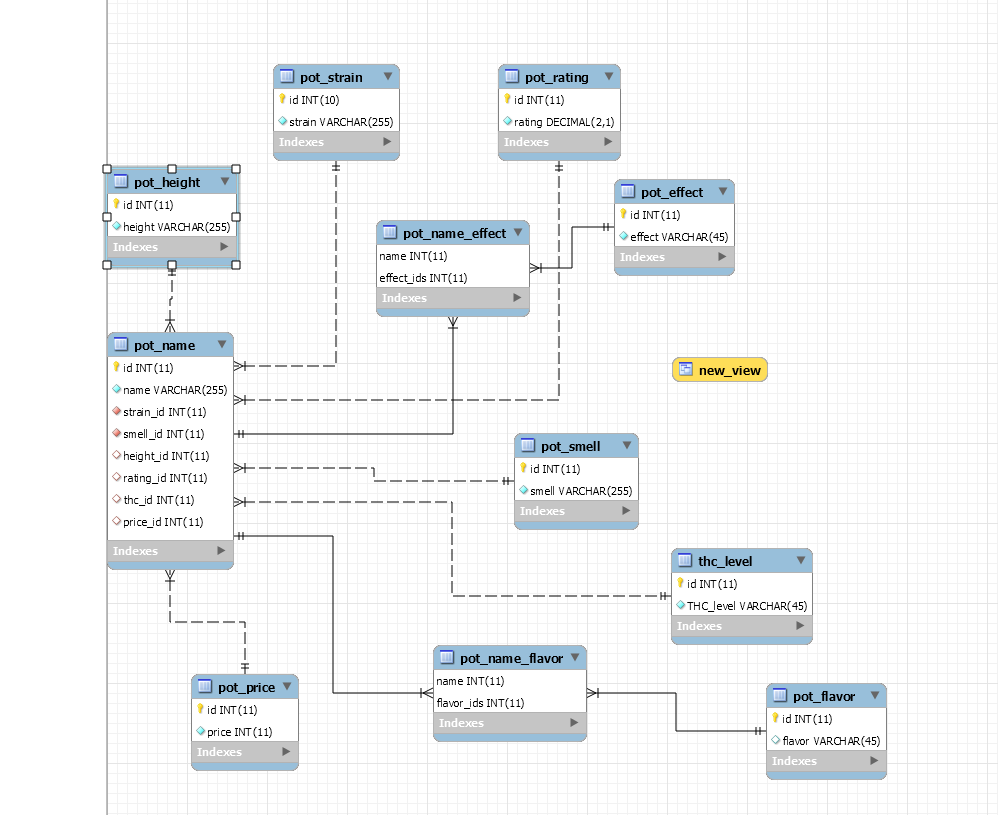 pot_strain
id INT(10)
strain VARCHAR(255)
Indexes
pot_rating
id INT(11)
rating DECIMAL(2,1)
Indexes
pot_height
id INT(11)
height VARCHAR(255)
Indexes
pot_effect
id INT(11)
effect VARCHAR(45)
Indexes
pot_name_effect
name INT(11)
effect_ids INT(11)
Indexes
pot_name
id INT(11)
name VARCHAR(255)
strain_id INT(11)
smell_id INT(11)
height_id INT(11)
rating_id INT(11)
thc_id INT(11)
price_id INT(11)
Indexes
new_view
pot_smell
id INT(11)
smell VARCHAR(255)
Indexes
thc_level
id INT(11)
THC_level VARCHAR(45)
Indexes
pot_name_flavor
name INT(11)
flavor_ids INT(11)
Indexes
pot_price
id INT(11)
price INT(11)
Indexes
pot_flavor
id INT(11)
flavor VARCHAR(45)
Indexes